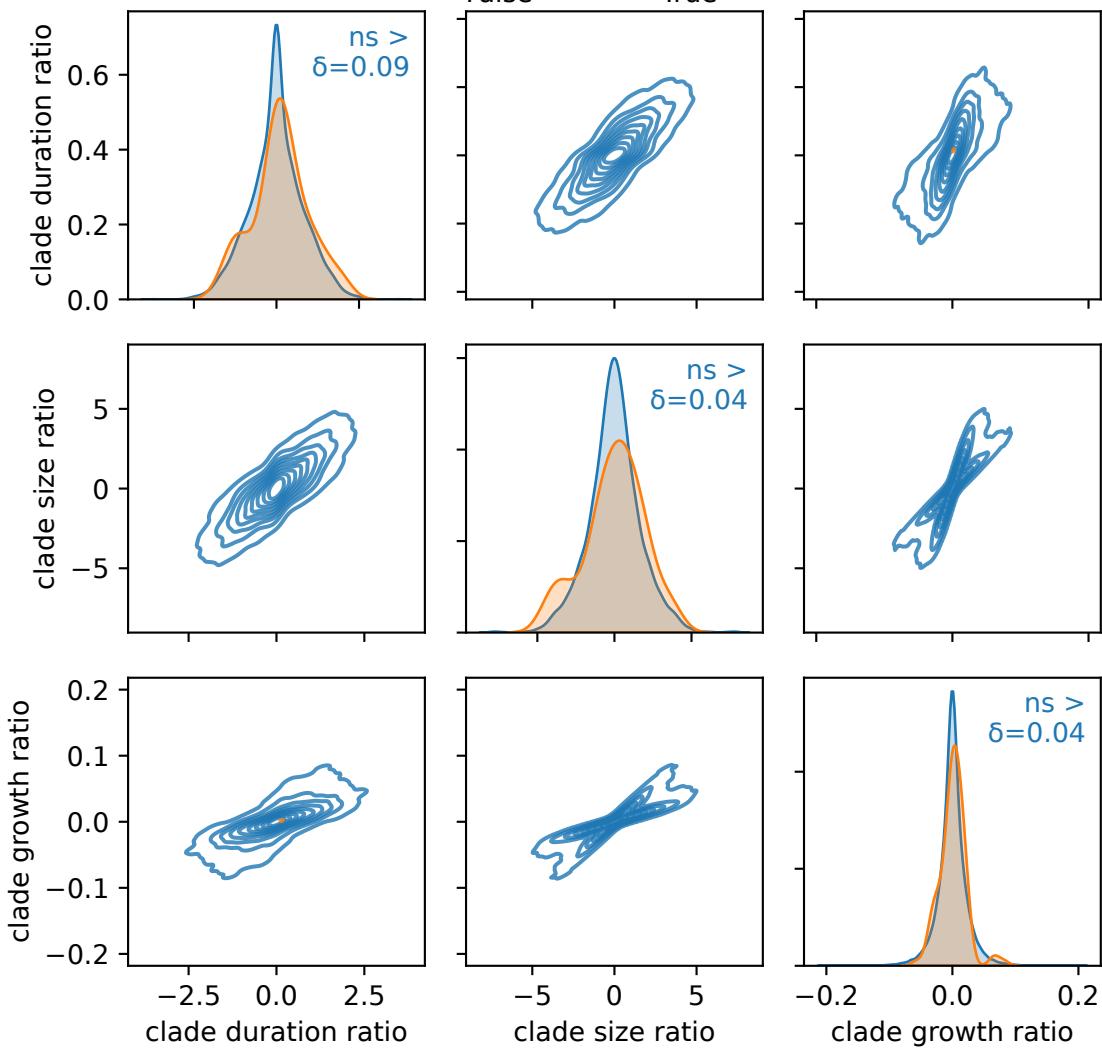 clade duration ratio
0.6
0.4
0.2
0.0
ns >
δ=0.09
clade size ratio
5
0
−5
ns >
δ=0.04
clade growth ratio
0.2
0.1
0.0
−0.1
−0.2
ns >
δ=0.04
−2.5 0.0 2.5
−5 0 5
−0.2 0.0 0.2
clade duration ratio
clade size ratio
clade growth ratio